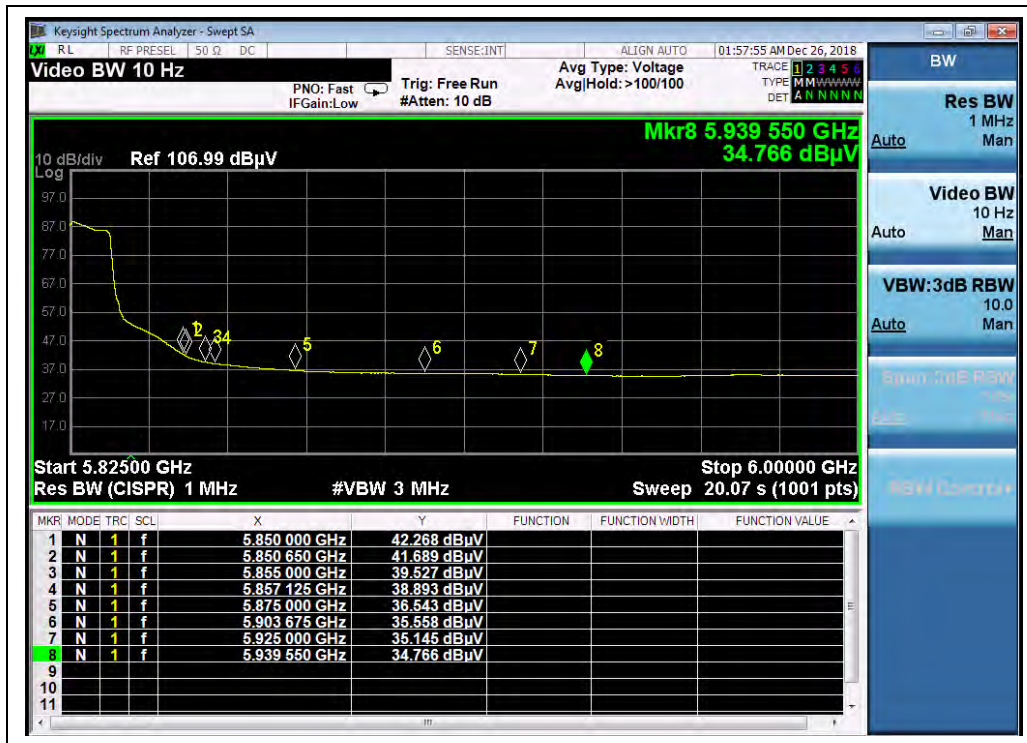 Keysight Spectrum Analyzer - Swept SA
LXI RL RF PRESEL 50 Ω DC SENSE:INT ALIGN AUTO 01:57:55 AM Dec 26, 2018
Video BW 10 Hz
PNO: Fast
IFGain:Low
Trig: Free Run
#Atten: 10 dB
Avg Type: Voltage
Avg|Hold: >100/100
TRACE 1 2 3 4 5 6
TYPE M M W W W W
DET A N N N N N
Mkr8 5.939 550 GHz
34.766 dBµV
10 dB/div Ref 106.99 dBµV
Log
97.0
87.0
77.0
67.0
57.0
47.0
37.0
27.0
17.0
1 2 3 4 5 6 7 8
Start 5.82500 GHz Stop 6.00000 GHz
Res BW (CISPR) 1 MHz #VBW 3 MHz Sweep 20.07 s (1001 pts)
MKR MODE TRC SCL X Y FUNCTION FUNCTION WIDTH FUNCTION VALUE
1 N 1 f 5.850 000 GHz 42.268 dBµV
2 N 1 f 5.850 650 GHz 41.689 dBµV
3 N 1 f 5.855 000 GHz 39.527 dBµV
4 N 1 f 5.857 125 GHz 38.893 dBµV
5 N 1 f 5.875 000 GHz 36.543 dBµV
6 N 1 f 5.903 675 GHz 35.558 dBµV
7 N 1 f 5.925 000 GHz 35.145 dBµV
8 N 1 f 5.939 550 GHz 34.766 dBµV
9
10
11
BW
Res BW
1 MHz
Auto Man
Video BW
10 Hz
Auto Man
VBW:3dB RBW
10.0
Auto Man